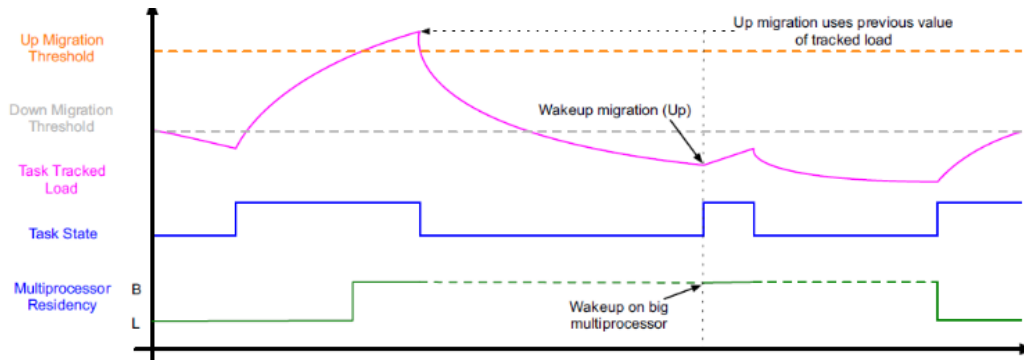 Up Migration
Threshold
Up migration uses previous value
of tracked load
Down Migration
Threshold
Wakeup migration (Up)
Task Tracked
Load
Task State
Multiprocessor
Residency
B
L
Wakeup on big
multiprocessor